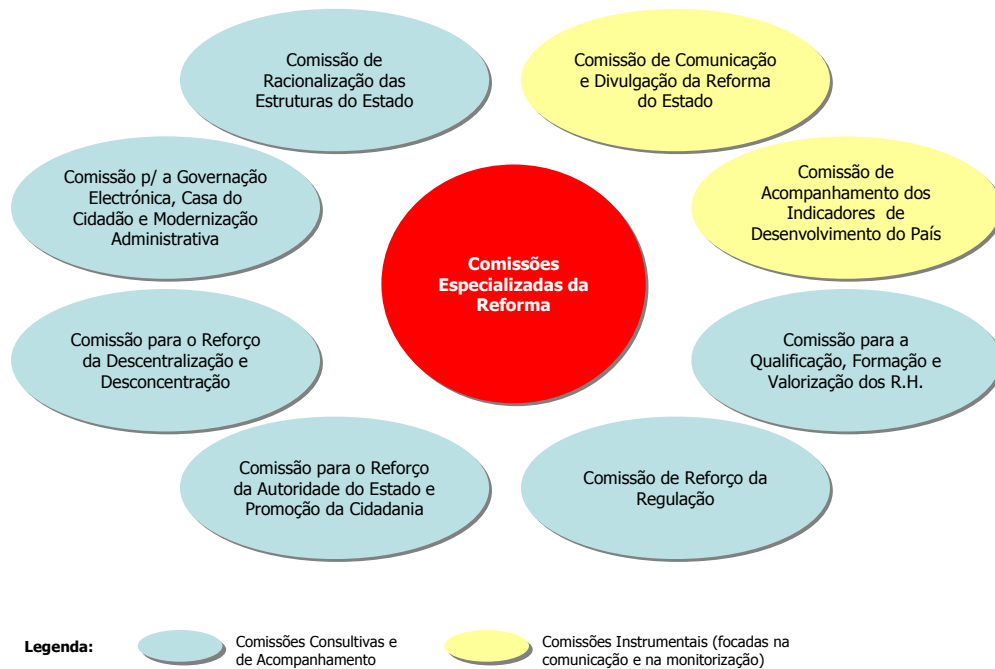 Comissão de
Racionalização das
Estruturas do Estado
Comissão de Comunicação
e Divulgação da Reforma
do Estado
Comissão p/ a Governação
Electrónica, Casa do
Cidadão e Modernização
Administrativa
Comissão de
Acompanhamento dos
Indicadores de
Desenvolvimento do País
Comissões
Especializadas da
Reforma
Comissão para o Reforço
da Descentralização e
Desconcentração
Comissão para a
Qualificação, Formação e
Valorização dos R.H.
Comissão para o Reforço
da Autoridade do Estado e
Promoção da Cidadania
Comissão de Reforço da
Regulação
Legenda:
Comissões Consultivas e
de Acompanhamento
Comissões Instrumentais (focadas na
comunicação e na monitorização)